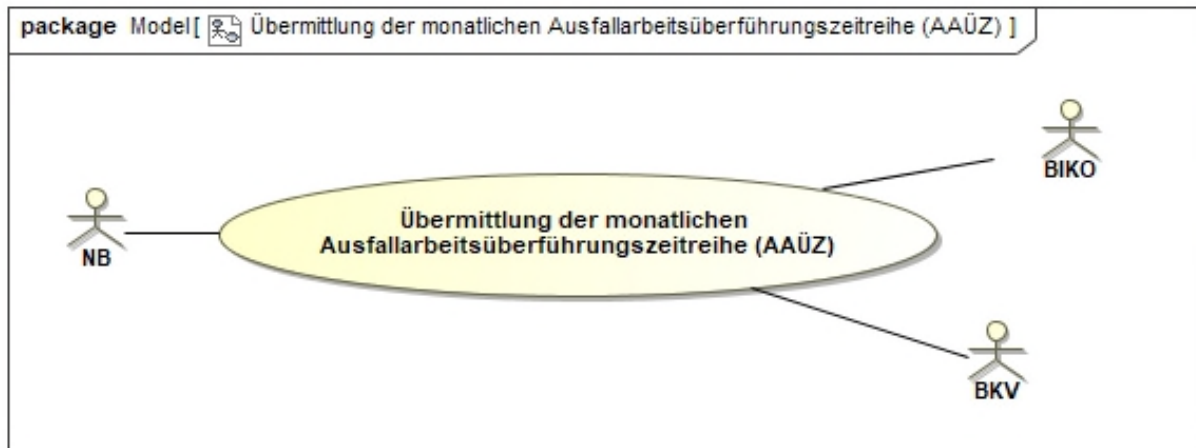 package Model[ Übermittlung der monatlichen Ausfallarbeitsüberführungszeitreihe (AAÜZ) ]
BIKO
Übermittlung der monatlichen
Ausfallarbeitsüberführungszeitreihe (AAÜZ)
NB
BKV